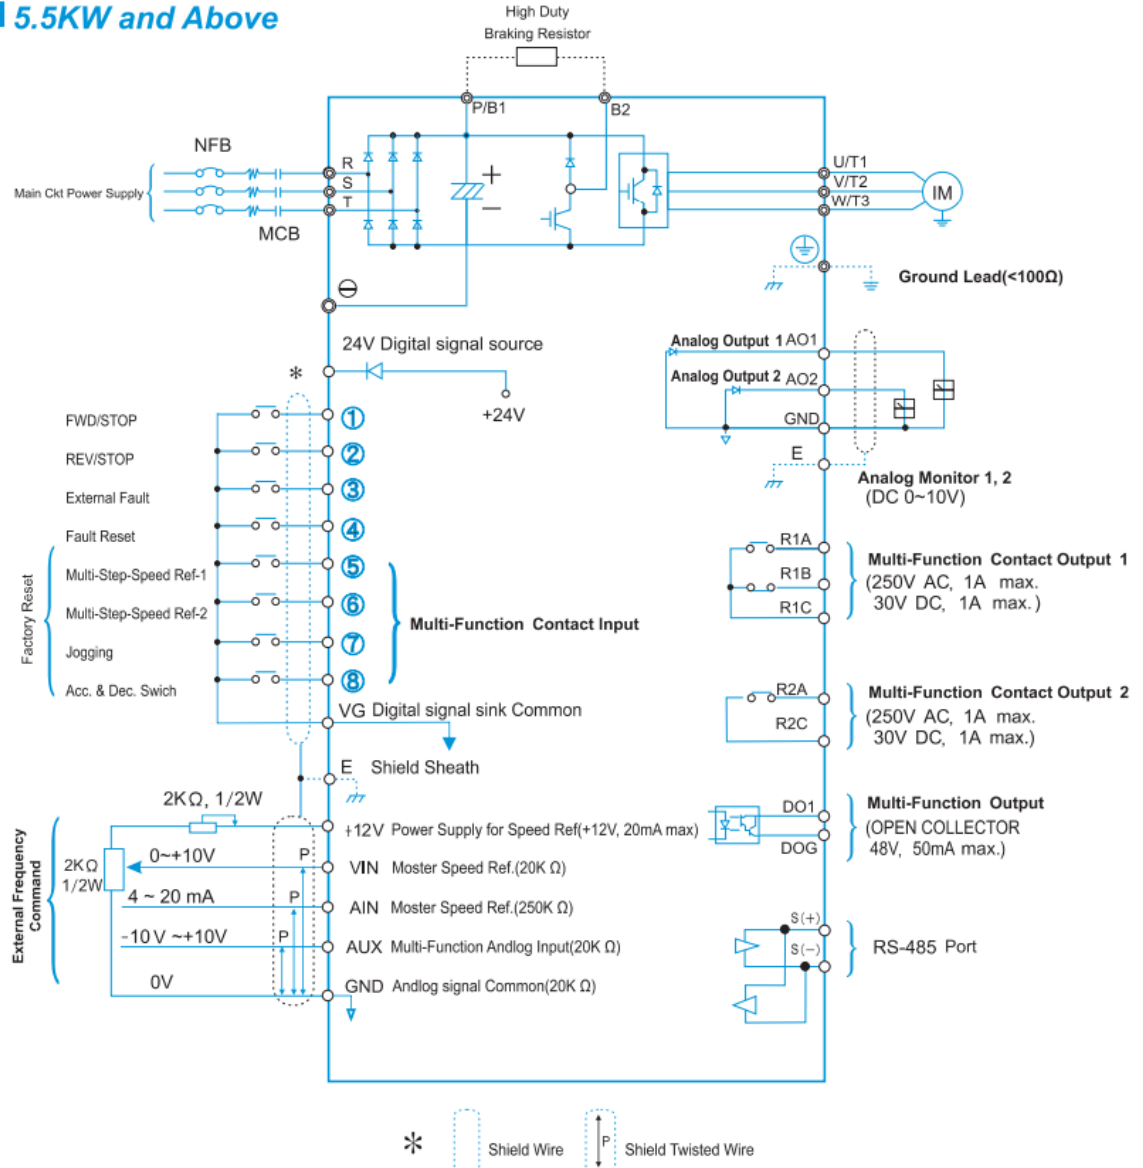 5.5KW and Above
High Duty
Braking Resistor
P/B1
B2
NFB
Main Ckt Power Supply
MCB
R
S
T
+
−
U/T1
V/T2
W/T3
IM
Ground Lead(<100Ω)
⊖
24V Digital signal source
+24V
*
FWD/STOP
①
REV/STOP
②
External Fault
③
Fault Reset
④
Factory Reset
Multi-Step-Speed Ref-1
⑤
Multi-Step-Speed Ref-2
⑥
Jogging
⑦
Acc. & Dec. Swich
⑧
Multi-Function Contact Input
VG Digital signal sink Common
E Shield Sheath
Analog Output 1 AO1
Analog Output 2 AO2
GND
E
Analog Monitor 1, 2
(DC 0~10V)
R1A
R1B
R1C
Multi-Function Contact Output 1
(250V AC, 1A max.
30V DC, 1A max.)
R2A
R2C
Multi-Function Contact Output 2
(250V AC, 1A max.
30V DC, 1A max.)
DO1
DOG
Multi-Function Output
(OPEN COLLECTOR
48V, 50mA max.)
S(+)
S(−)
RS-485 Port
External Frequency
Command
2KΩ, 1/2W
2KΩ
1/2W
+12V Power Supply for Speed Ref(+12V, 20mA max)
0~+10V
P
VIN Moster Speed Ref.(20K Ω)
4 ~ 20 mA
P
AIN Moster Speed Ref.(250K Ω)
-10V ~+10V
P
AUX Multi-Function Andlog Input(20K Ω)
0V
GND Andlog signal Common(20K Ω)
* Shield Wire
P Shield Twisted Wire